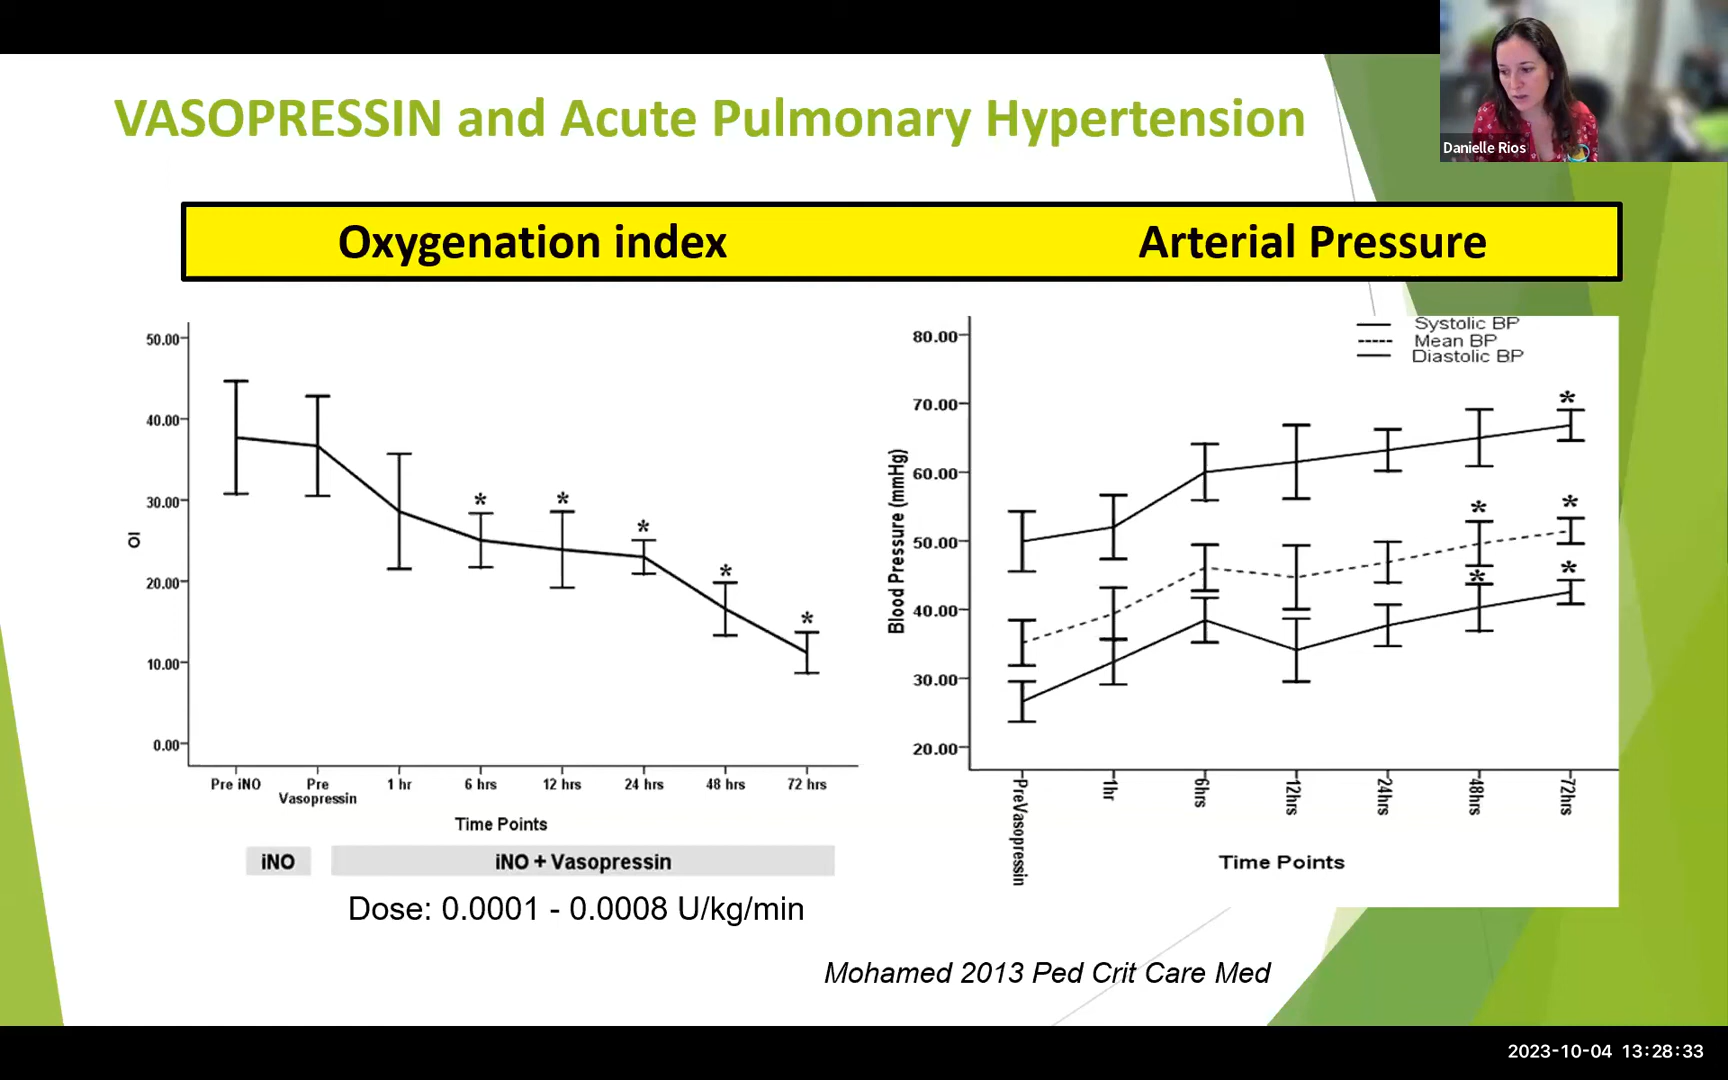 VASOPRESSIN and Acute Pulmonary Hypertension
Danielle Rios
Oxygenation index
Arterial Pressure
50.00
40.00
30.00
20.00
10.00
0.00
OI
* * * * *
Pre iNO
Pre
Vasopressin
1 hr
6 hrs
12 hrs
24 hrs
48 hrs
72 hrs
Time Points
iNO
iNO + Vasopressin
Dose: 0.0001 - 0.0008 U/kg/min
Systolic BP
Mean BP
Diastolic BP
80.00
70.00
60.00
50.00
40.00
30.00
20.00
Blood Pressure (mmHg)
* * * * *
PreVasopressin
1hr
6hrs
12hrs
24hrs
48hrs
72hrs
Time Points
Mohamed 2013 Ped Crit Care Med
2023-10-04 13:28:33